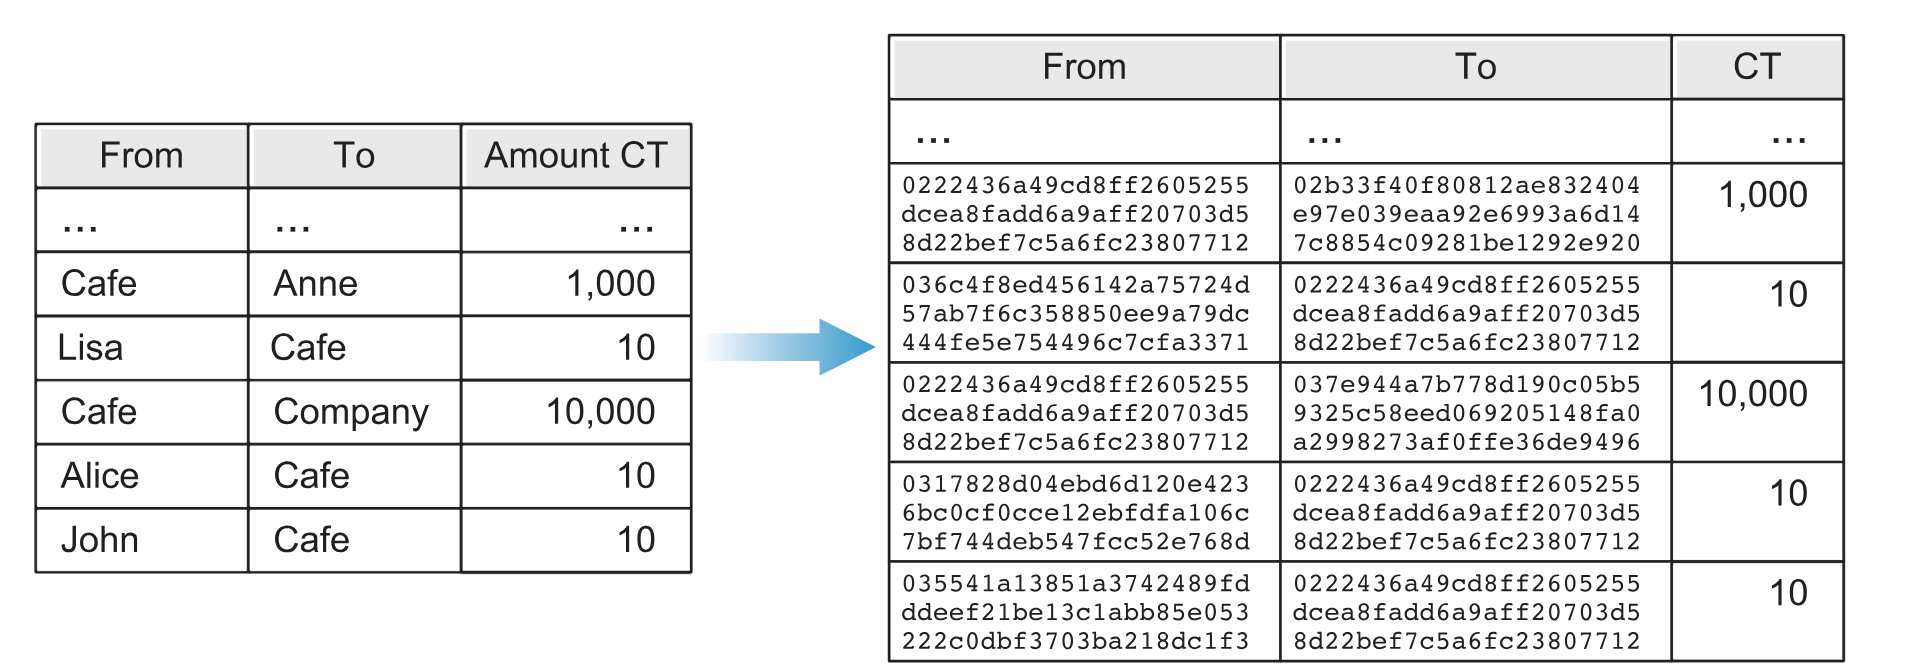 From To Amount CT
... ... ...
Cafe Anne 1,000
Lisa Cafe 10
Cafe Company 10,000
Alice Cafe 10
John Cafe 10
From To CT
... ... ...
0222436a49cd8ff2605255 02b33f40f80812ae832404 1,000
dcea8fadd6a9aff20703d5 e97e039eaa92e6993a6d14
8d22bef7c5a6fc23807712 7c8854c09281be1292e920
036c4f8ed456142a75724d 0222436a49cd8ff2605255 10
57ab7f6c358850ee9a79dc dcea8fadd6a9aff20703d5
444fe5e754496c7cfa3371 8d22bef7c5a6fc23807712
0222436a49cd8ff2605255 037e944a7b778d190c05b5 10,000
dcea8fadd6a9aff20703d5 9325c58eed069205148fa0
8d22bef7c5a6fc23807712 a2998273af0ffe36de9496
0317828d04ebd6d120e423 0222436a49cd8ff2605255 10
6bc0cf0cce12ebfdfa106c dcea8fadd6a9aff20703d5
7bf744deb547fcc52e768d 8d22bef7c5a6fc23807712
035541a13851a3742489fd 0222436a49cd8ff2605255 10
ddeef21be13c1abb85e053 dcea8fadd6a9aff20703d5
222c0dbf3703ba218dc1f3 8d22bef7c5a6fc23807712